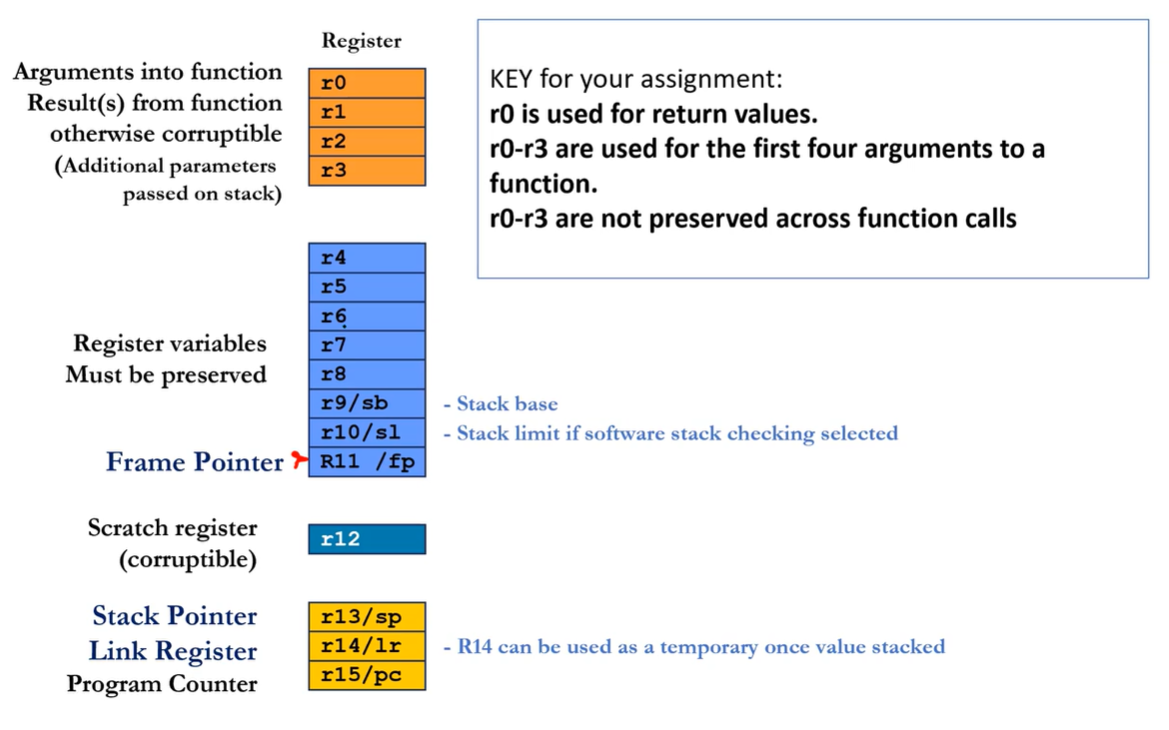 Register
Arguments into function
Result(s) from function
otherwise corruptible
(Additional parameters
passed on stack)
r0
r1
r2
r3
KEY for your assignment:
r0 is used for return values.
r0-r3 are used for the first four arguments to a
function.
r0-r3 are not preserved across function calls
Register variables
Must be preserved
r4
r5
r6
r7
r8
r9/sb - Stack base
r10/sl - Stack limit if software stack checking selected
Frame Pointer R11 /fp
Scratch register
(corruptible)
r12
Stack Pointer r13/sp
Link Register r14/lr - R14 can be used as a temporary once value stacked
Program Counter r15/pc